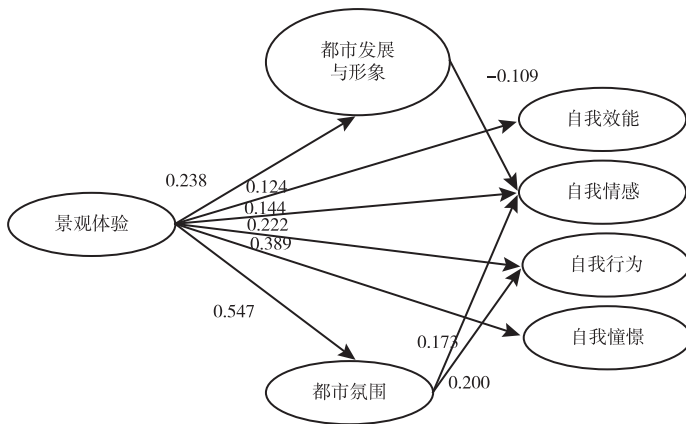 都市发展
与形象
−0.109
自我效能
0.238
0.124
自我情感
0.144
景观体验
0.222
0.389
自我行为
0.547
自我憧憬
0.173
0.200
都市氛围